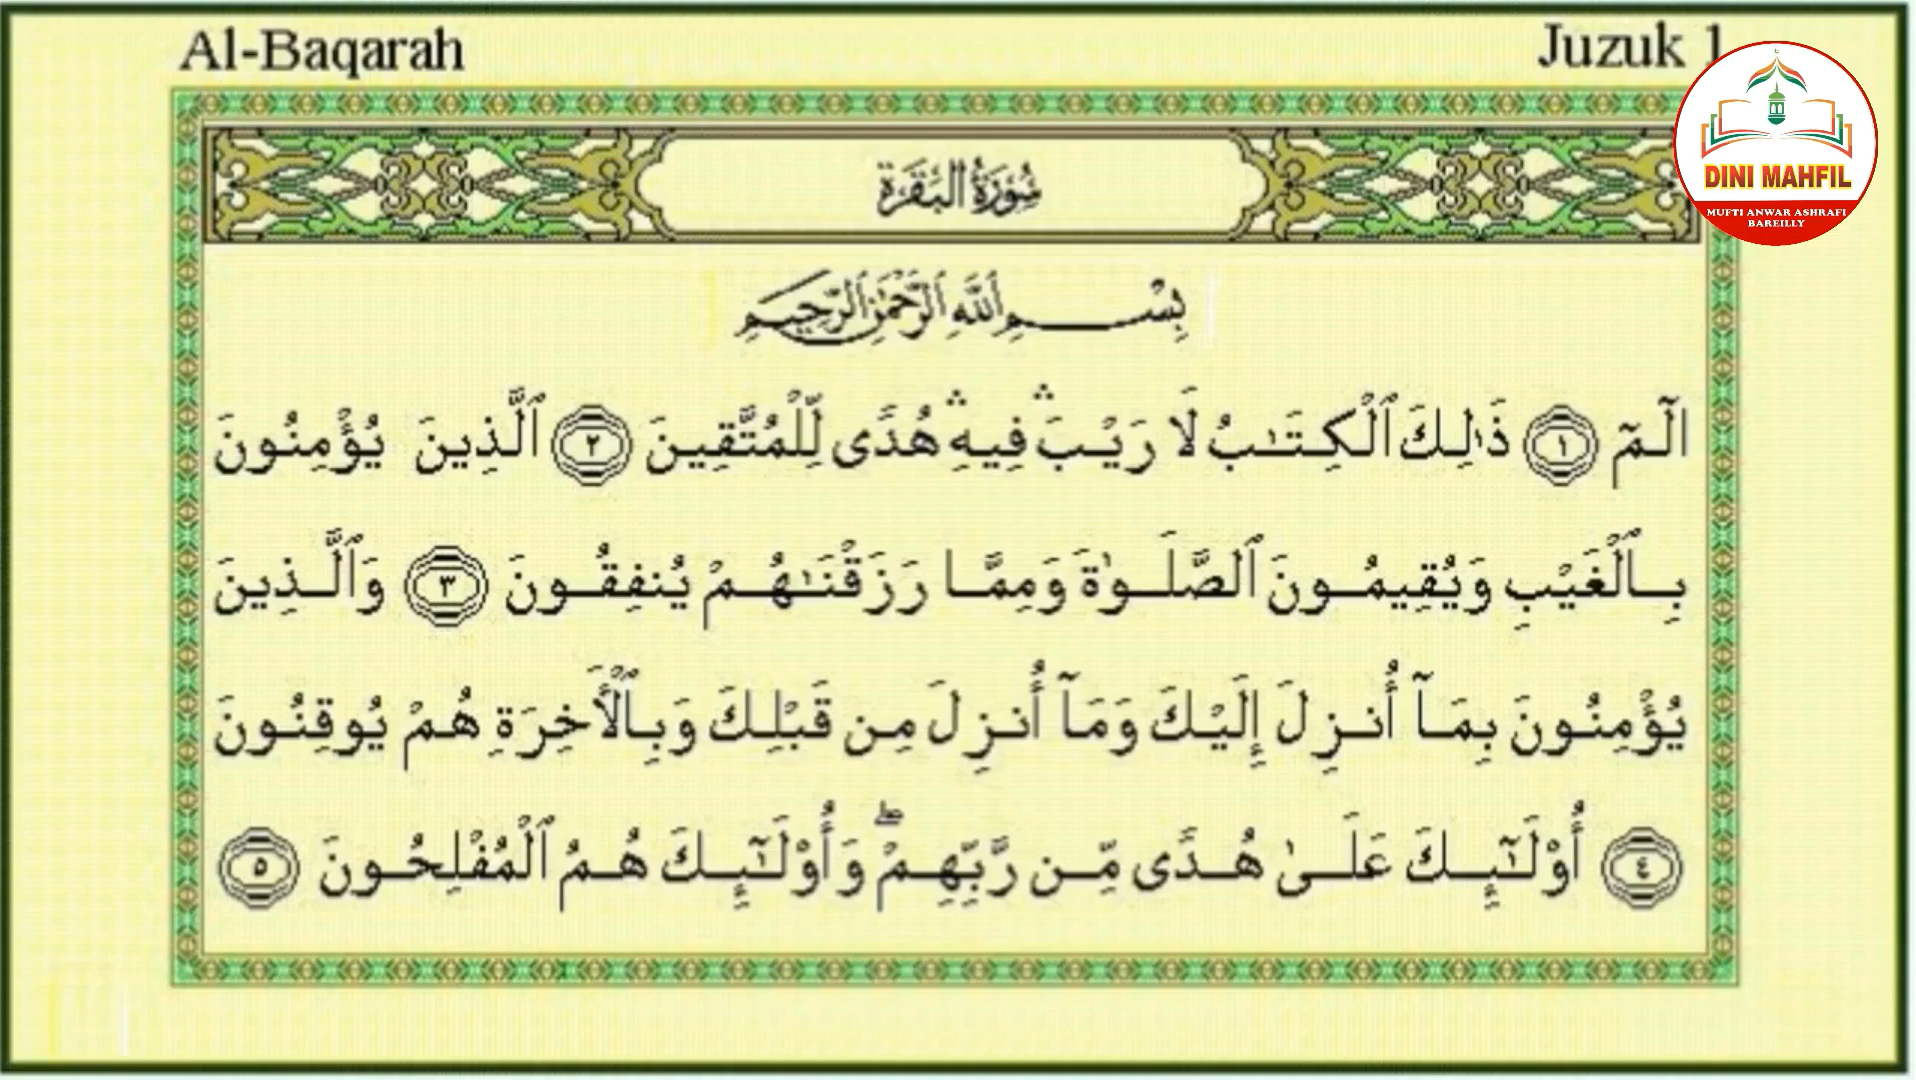 Al-Baqarah
Juzuk 1
DINI MAHFIL
MUFTI ANWAR ASHRAFI
BAREILLY
سُورَةُ البَقَرَة
بِسْمِ ٱللَّهِ ٱلرَّحْمَٰنِ ٱلرَّحِيمِ
الٓمٓ ١ ذَٰلِكَ ٱلْكِتَٰبُ لَا رَيْبَ ۛ فِيهِ ۛ هُدًى لِّلْمُتَّقِينَ ٢ ٱلَّذِينَ يُؤْمِنُونَ
بِٱلْغَيْبِ وَيُقِيمُونَ ٱلصَّلَوٰةَ وَمِمَّا رَزَقْنَٰهُمْ يُنفِقُونَ ٣ وَٱلَّذِينَ
يُؤْمِنُونَ بِمَآ أُنزِلَ إِلَيْكَ وَمَآ أُنزِلَ مِن قَبْلِكَ وَبِٱلْأَخِرَةِ هُمْ يُوقِنُونَ
٤ أُوْلَٰٓئِكَ عَلَىٰ هُدًى مِّن رَّبِّهِمْ ۖ وَأُوْلَٰٓئِكَ هُمُ ٱلْمُفْلِحُونَ ٥